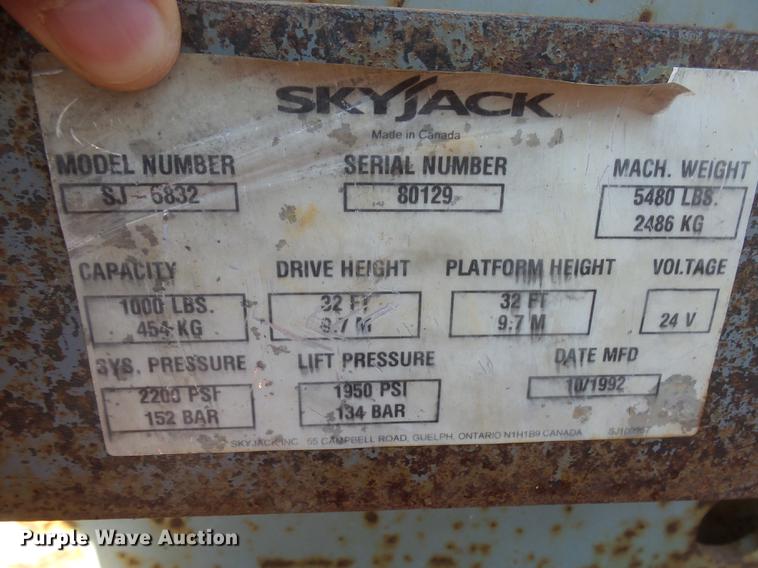 SKYJACK
Made in Canada
MODEL NUMBER SERIAL NUMBER MACH. WEIGHT
SJ-6832 80129 5480 LBS.
2486 KG
CAPACITY DRIVE HEIGHT PLATFORM HEIGHT VOLTAGE
1000 LBS. 32 FT 32 FT 24 V
454 KG 9.7 M 9.7 M
SYS. PRESSURE LIFT PRESSURE DATE MFD
2200 PSI 1950 PSI 10/1992
152 BAR 134 BAR
SKYJACK INC. 55 CAMPBELL ROAD, GUELPH, ONTARIO N1H1B9 CANADA
Purple Wave Auction